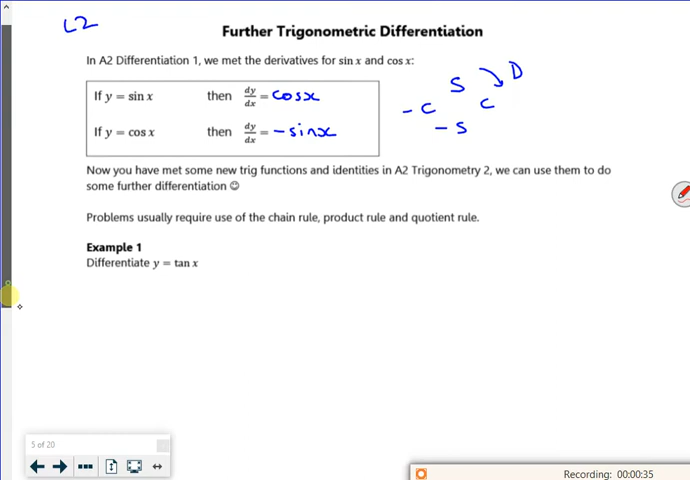 L2
Further Trigonometric Differentiation
In A2 Differentiation 1, we met the derivatives for sin x and cos x:
If y = sin x then dy/dx = cosx
If y = cos x then dy/dx = -sinx
S D
-C C
-S
Now you have met some new trig functions and identities in A2 Trigonometry 2, we can use them to do
some further differentiation ☺
Problems usually require use of the chain rule, product rule and quotient rule.
Example 1
Differentiate y = tan x
5 of 20
Recording: 00:00:35